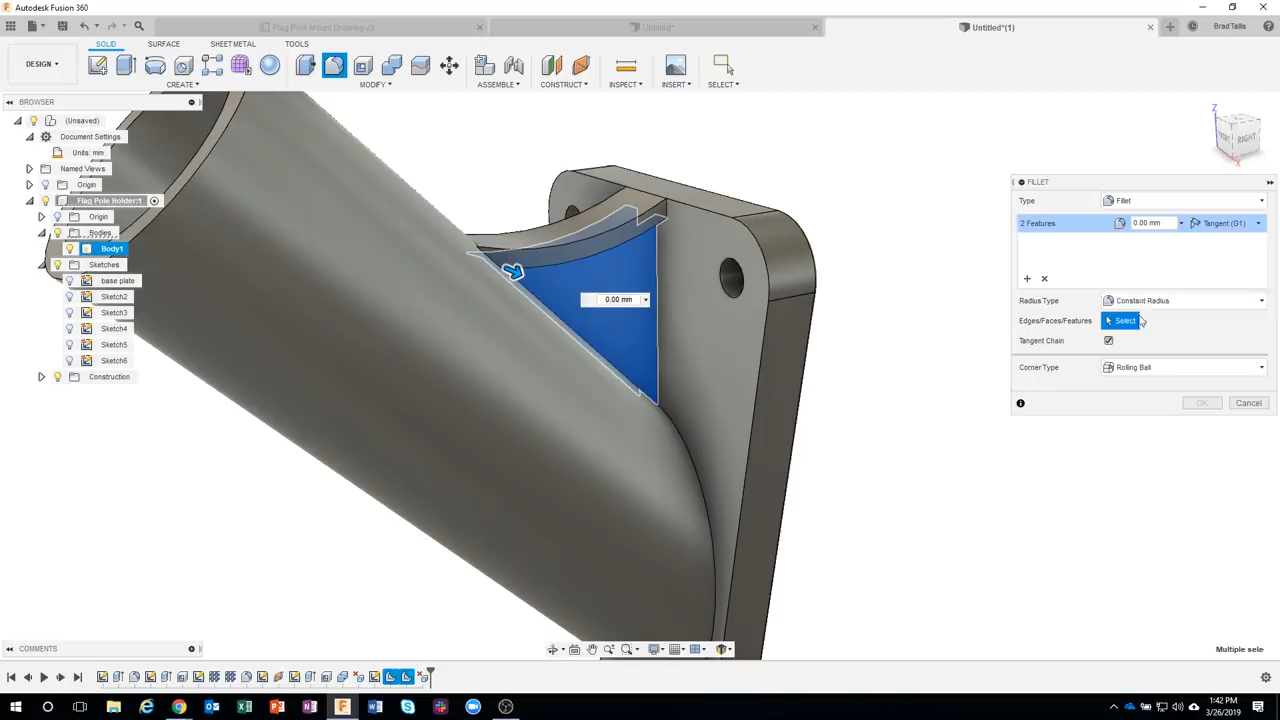 Autodesk Fusion 360
Flag Pole Mount Drawing v3
Untitled*
Untitled*(1)
Brad Tallis
DESIGN
SOLID
SURFACE
SHEET METAL
TOOLS
CREATE
MODIFY
ASSEMBLE
CONSTRUCT
INSPECT
INSERT
SELECT
BROWSER
(Unsaved)
Document Settings
Units: mm
Named Views
Origin
Flag Pole Holder:1
Origin
Bodies
Body1
Sketches
base plate
Sketch2
Sketch3
Sketch4
Sketch5
Sketch6
Construction
0.00 mm
Z
FRONT
RIGHT
X
FILLET
Type
Fillet
2 Features
0.00 mm
Tangent (G1)
Radius Type
Constant Radius
Edges/Faces/Features
Select
Tangent Chain
Corner Type
Rolling Ball
OK
Cancel
COMMENTS
Multiple sele
1:42 PM
3/26/2019